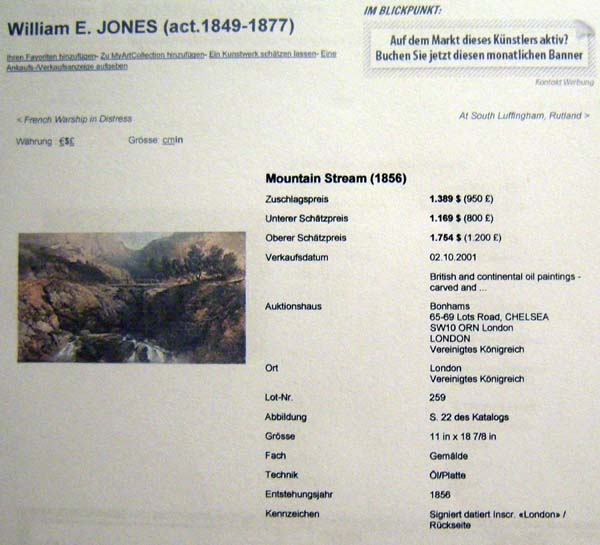 William E. JONES (act.1849-1877)
Ihren Favoriten hinzufügen- Zu MyArtCollection hinzufügen- Ein Kunstwerk schätzen lassen- Eine
Ankaufs-/Verkaufsanzeige aufgeben
IM BLICKPUNKT:
Auf dem Markt dieses Künstlers aktiv?
Buchen Sie jetzt diesen monatlichen Banner
Kontakt Werbung
< French Warship in Distress
At South Luffingham, Rutland >
Währung : €$£
Grösse: cmin
Mountain Stream (1856)
Zuschlagspreis 1.389 $ (950 £)
Unterer Schätzpreis 1.169 $ (800 £)
Oberer Schätzpreis 1.754 $ (1.200 £)
Verkaufsdatum 02.10.2001
British and continental oil paintings -
carved and ...
Auktionshaus Bonhams
65-69 Lots Road, CHELSEA
SW10 ORN London
LONDON
Vereinigtes Königreich
Ort London
Vereinigtes Königreich
Lot-Nr. 259
Abbildung S. 22 des Katalogs
Grösse 11 in x 18 7/8 in
Fach Gemälde
Technik Öl/Platte
Entstehungsjahr 1856
Kennzeichen Signiert datiert Inscr. «London» /
Rückseite